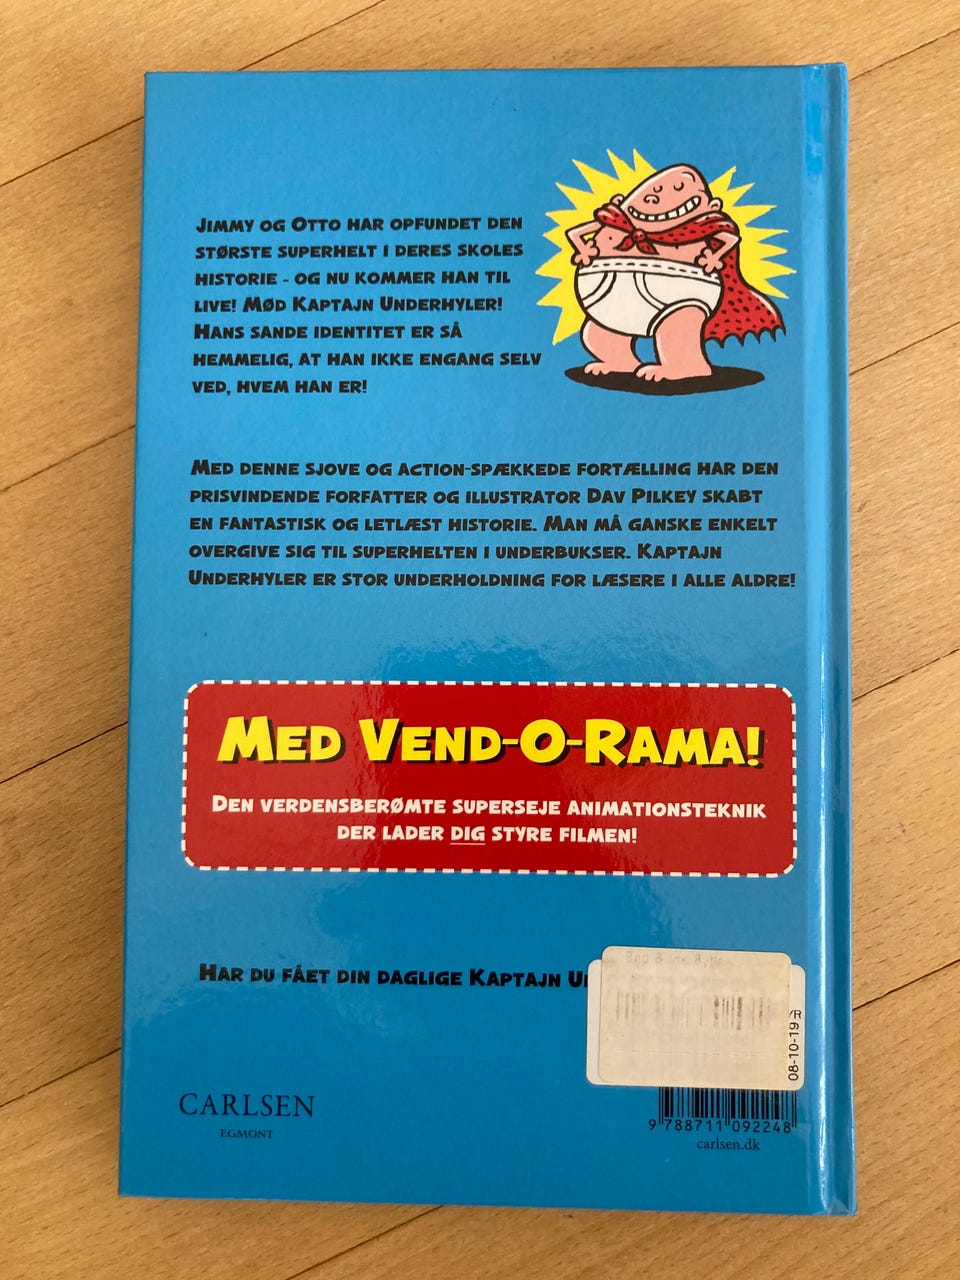 Jimmy og Otto har opfundet den
største superhelt i deres skoles
historie - og nu kommer han til
live! Mød Kaptajn Underhyler!
Hans sande identitet er så
hemmelig, at han ikke engang selv
ved, hvem han er!
Med denne sjove og action-spækkede fortælling har den
prisvindende forfatter og illustrator Dav Pilkey skabt
en fantastisk og letlæst historie. Man må ganske enkelt
overgive sig til superhelten i underbukser. Kaptajn
Underhyler er stor underholdning for læsere i alle aldre!
Med Vend-O-Rama!
Den verdensberømte superseje animationsteknik
der lader dig styre filmen!
Har du fået din daglige Kaptajn
08-10-19
CARLSEN
EGMONT
9 788711 092248
carlsen.dk